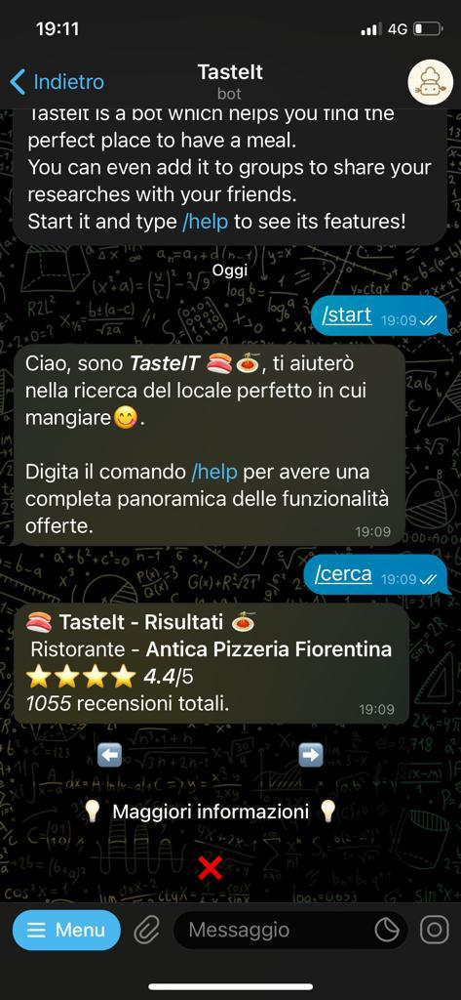 19:11
4G
Indietro
TasteIt
bot
TasteIt is a bot which helps you find the
perfect place to have a meal.
You can even add it to groups to share your
researches with your friends.
Start it and type /help to see its features!
Oggi
/start 19:09
Ciao, sono TasteIT 🍣🍝, ti aiuterò
nella ricerca del locale perfetto in cui
mangiare😋.
Digita il comando /help per avere una
completa panoramica delle funzionalità
offerte.
19:09
/cerca 19:09
🍣 TasteIt - Risultati 🍝
Ristorante - Antica Pizzeria Fiorentina
⭐⭐⭐⭐ 4.4/5
1055 recensioni totali.
19:09
⬅️ ➡️
💡 Maggiori informazioni 💡
❌
Menu
Messaggio